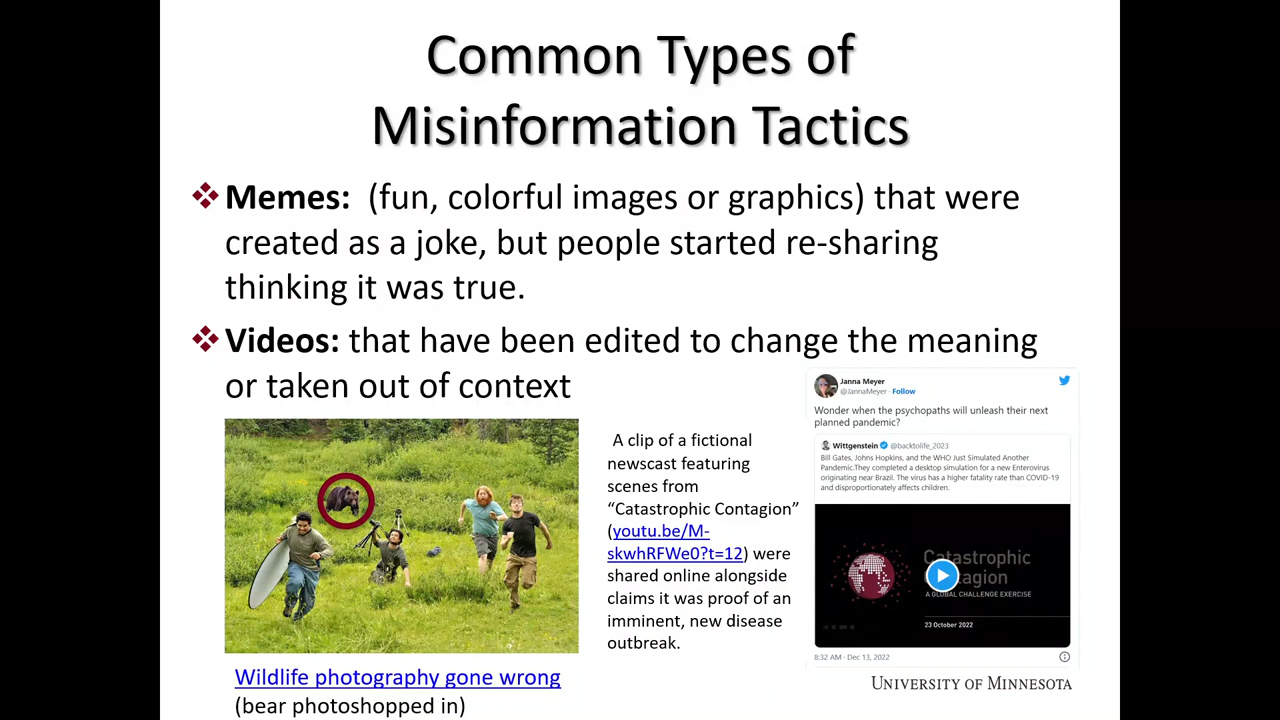 Common Types of
Misinformation Tactics
Memes: (fun, colorful images or graphics) that were
created as a joke, but people started re-sharing
thinking it was true.
Videos: that have been edited to change the meaning
or taken out of context
Wildlife photography gone wrong
(bear photoshopped in)
A clip of a fictional
newscast featuring
scenes from
“Catastrophic Contagion”
(youtu.be/M-
skwhRFWe0?t=12) were
shared online alongside
claims it was proof of an
imminent, new disease
outbreak.
Janna Meyer
@JannaMeyer · Follow
Wonder when the psychopaths will unleash their next
planned pandemic?
Wittgenstein @backtolife_2023
Bill Gates, Johns Hopkins, and the WHO Just Simulated Another
Pandemic.They completed a desktop simulation for a new Enterovirus
originating near Brazil. The virus has a higher fatality rate than COVID-19
and disproportionately affects children.
Catastrophic
Contagion
A GLOBAL CHALLENGE EXERCISE
23 October 2022
8:32 AM · Dec 13, 2022
UNIVERSITY OF MINNESOTA